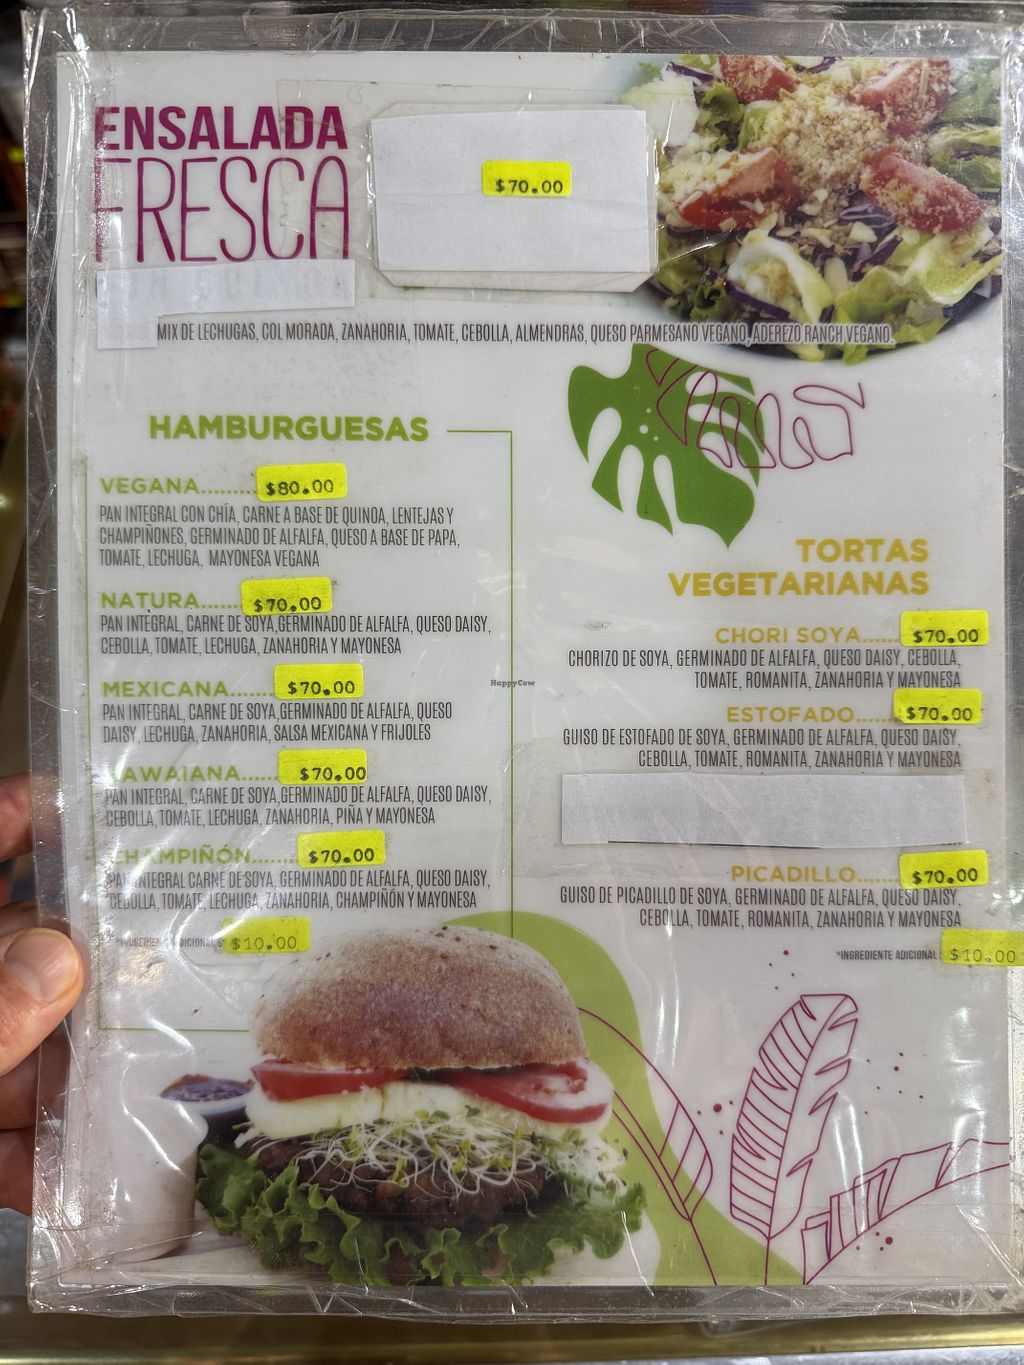 ENSALADA
FRESCA
$70.00
MIX DE LECHUGAS, COL MORADA, ZANAHORIA, TOMATE, CEBOLLA, ALMENDRAS, QUESO PARMESANO VEGANO, ADEREZO RANCH VEGANO.
HAMBURGUESAS
VEGANA......... $80.00
PAN INTEGRAL CON CHÍA, CARNE A BASE DE QUINOA, LENTEJAS Y
CHAMPIÑONES, GERMINADO DE ALFALFA, QUESO A BASE DE PAPA,
TOMATE, LECHUGA, MAYONESA VEGANA
NATURA...... $70.00
PAN INTEGRAL, CARNE DE SOYA,GERMINADO DE ALFALFA, QUESO DAISY,
CEBOLLA, TOMATE, LECHUGA, ZANAHORIA Y MAYONESA
MEXICANA....... $70.00
PAN INTEGRAL, CARNE DE SOYA,GERMINADO DE ALFALFA, QUESO
DAISY, LECHUGA, ZANAHORIA, SALSA MEXICANA Y FRIJOLES
HAWAIANA...... $70.00
PAN INTEGRAL, CARNE DE SOYA,GERMINADO DE ALFALFA, QUESO DAISY,
CEBOLLA, TOMATE, LECHUGA, ZANAHORIA, PIÑA Y MAYONESA
CHAMPIÑÓN........ $70.00
PAN INTEGRAL CARNE DE SOYA, GERMINADO DE ALFALFA, QUESO DAISY,
CEBOLLA, TOMATE, LECHUGA, ZANAHORIA, CHAMPIÑÓN Y MAYONESA
*INGREDIENTE ADICIONAL $ $10.00
TORTAS
VEGETARIANAS
CHORI SOYA...... $70.00
CHORIZO DE SOYA, GERMINADO DE ALFALFA, QUESO DAISY, CEBOLLA,
TOMATE, ROMANITA, ZANAHORIA Y MAYONESA
ESTOFADO...... $70.00
GUISO DE ESTOFADO DE SOYA, GERMINADO DE ALFALFA, QUESO DAISY,
CEBOLLA, TOMATE, ROMANITA, ZANAHORIA Y MAYONESA
PICADILLO....... $70.00
GUISO DE PICADILLO DE SOYA, GERMINADO DE ALFALFA, QUESO DAISY,
CEBOLLA, TOMATE, ROMANITA, ZANAHORIA Y MAYONESA
*INGREDIENTE ADICIONAL $10.00
HappyCow